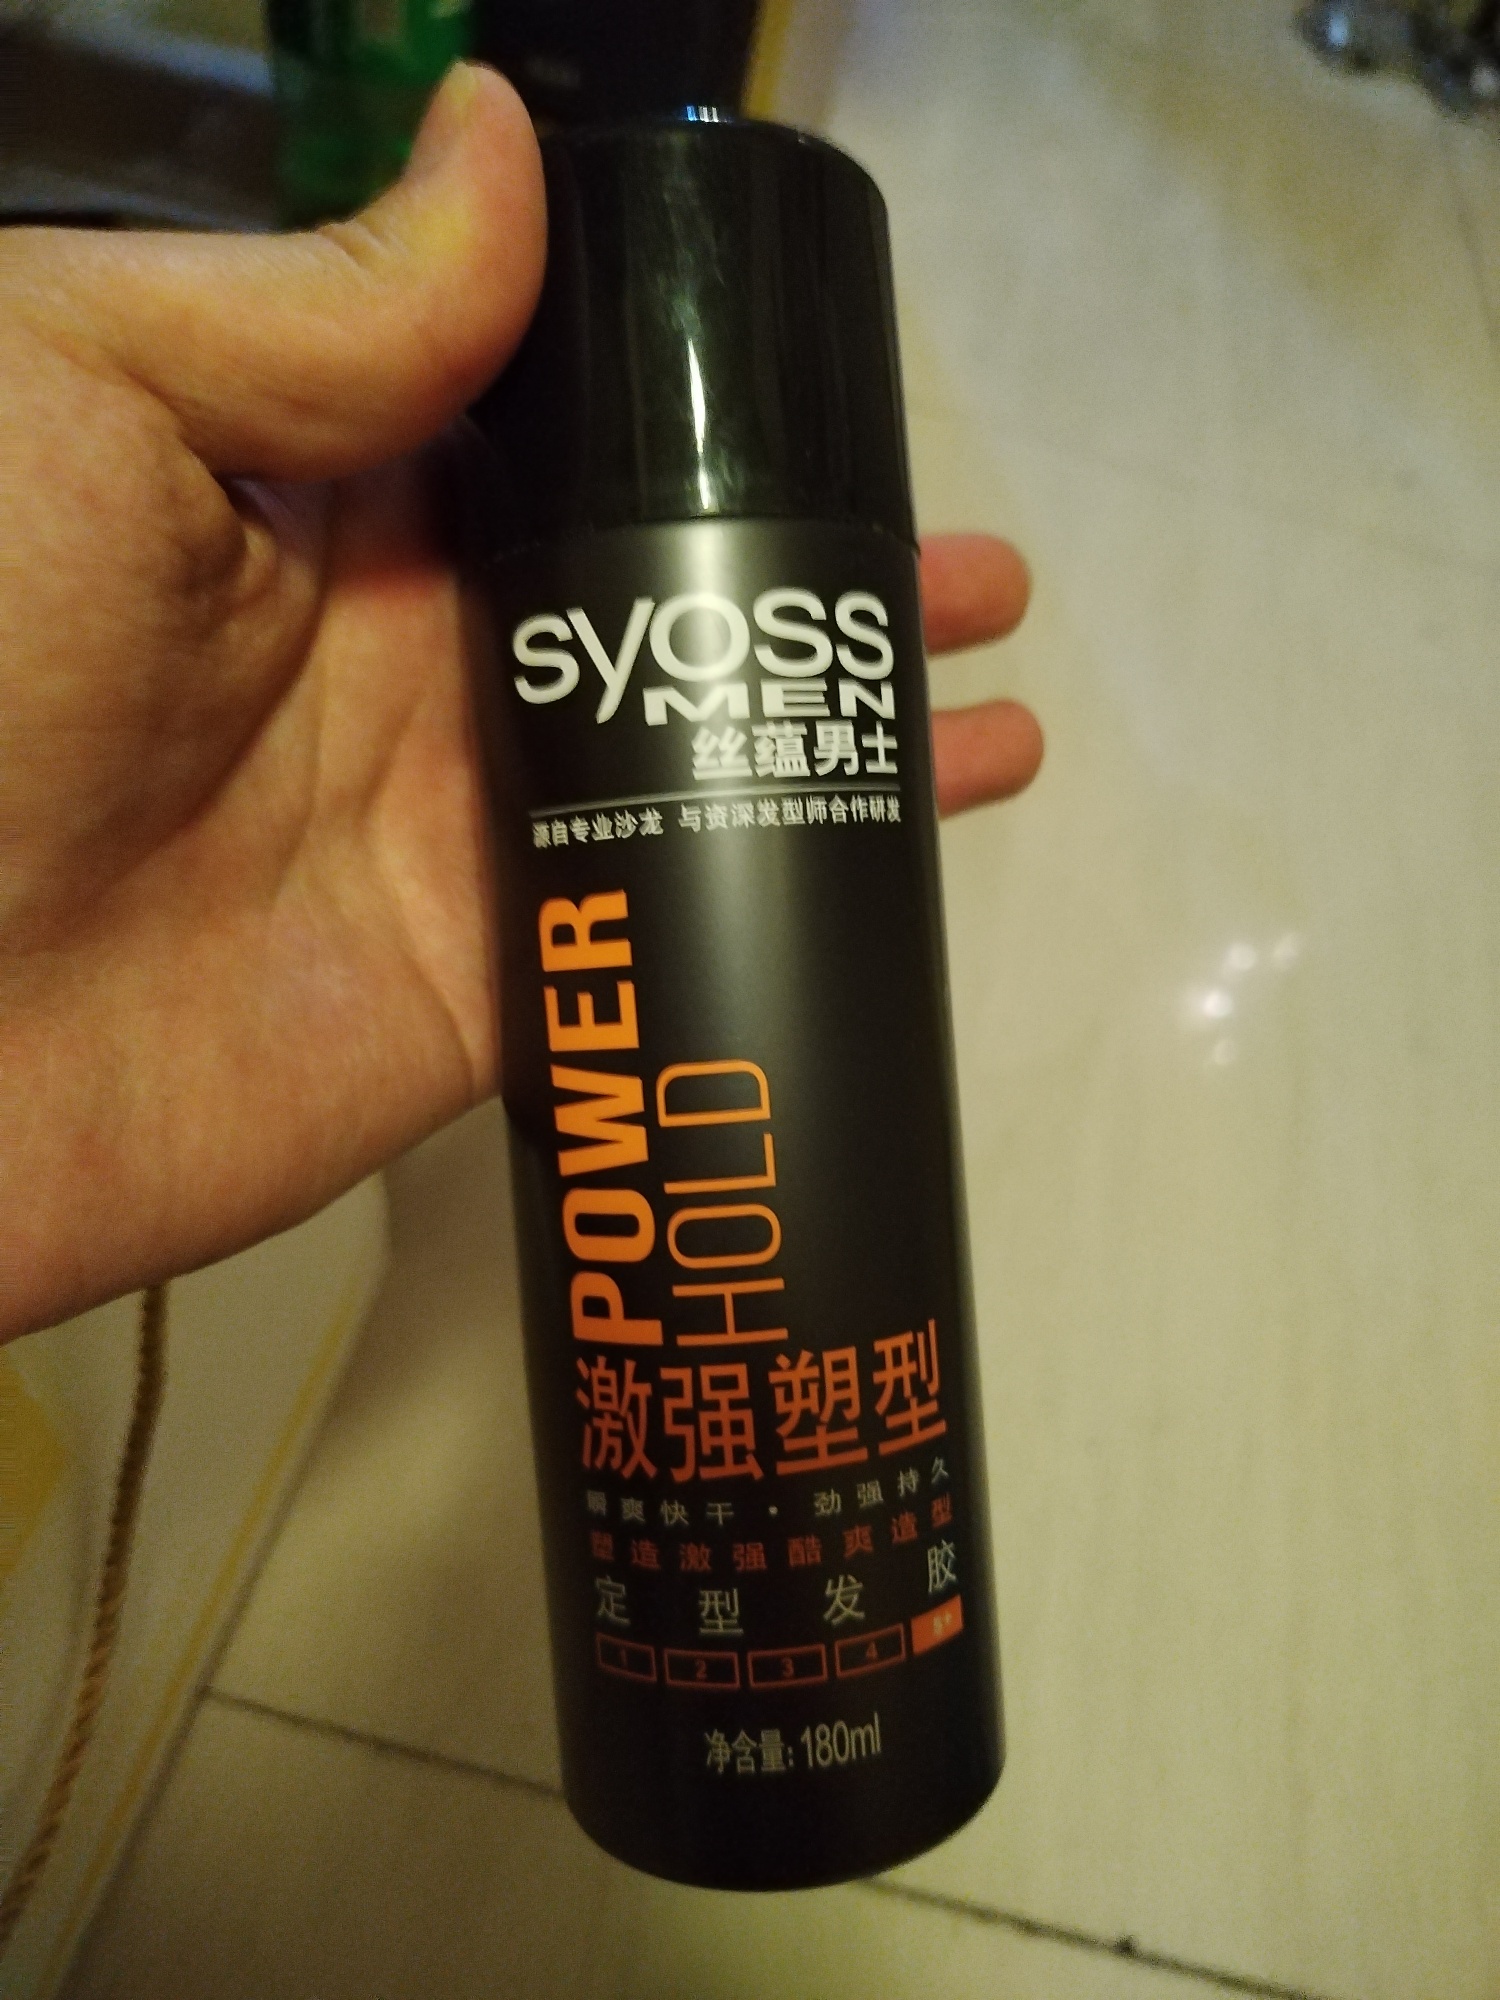 syoss
MEN
丝蕴男士
源自专业沙龙 与资深发型师合作研发
POWER
HOLD
激强塑型
瞬爽快干 · 劲强持久
塑造激强酷爽造型
定型发胶
1 2 3 4 5+
净含量: 180ml